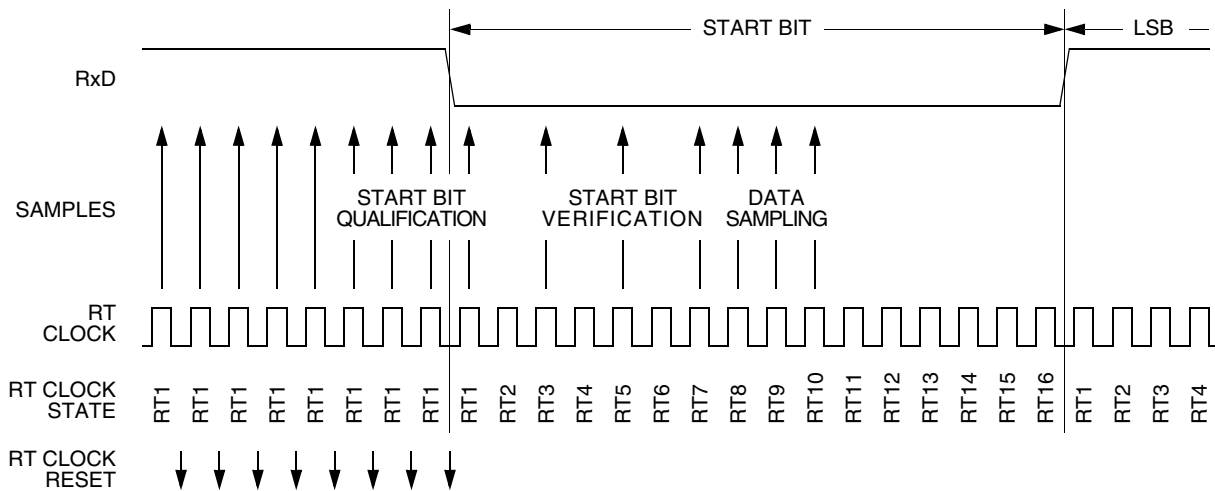 START BIT
LSB
RxD
SAMPLES
START BIT
QUALIFICATION
START BIT
VERIFICATION
DATA
SAMPLING
RT
CLOCK
RT CLOCK
STATE
RT1 RT1 RT1 RT1 RT1 RT1 RT1 RT1 RT1 RT2 RT3 RT4 RT5 RT6 RT7 RT8 RT9 RT10 RT11 RT12 RT13 RT14 RT15 RT16 RT1 RT2 RT3 RT4
RT CLOCK
RESET